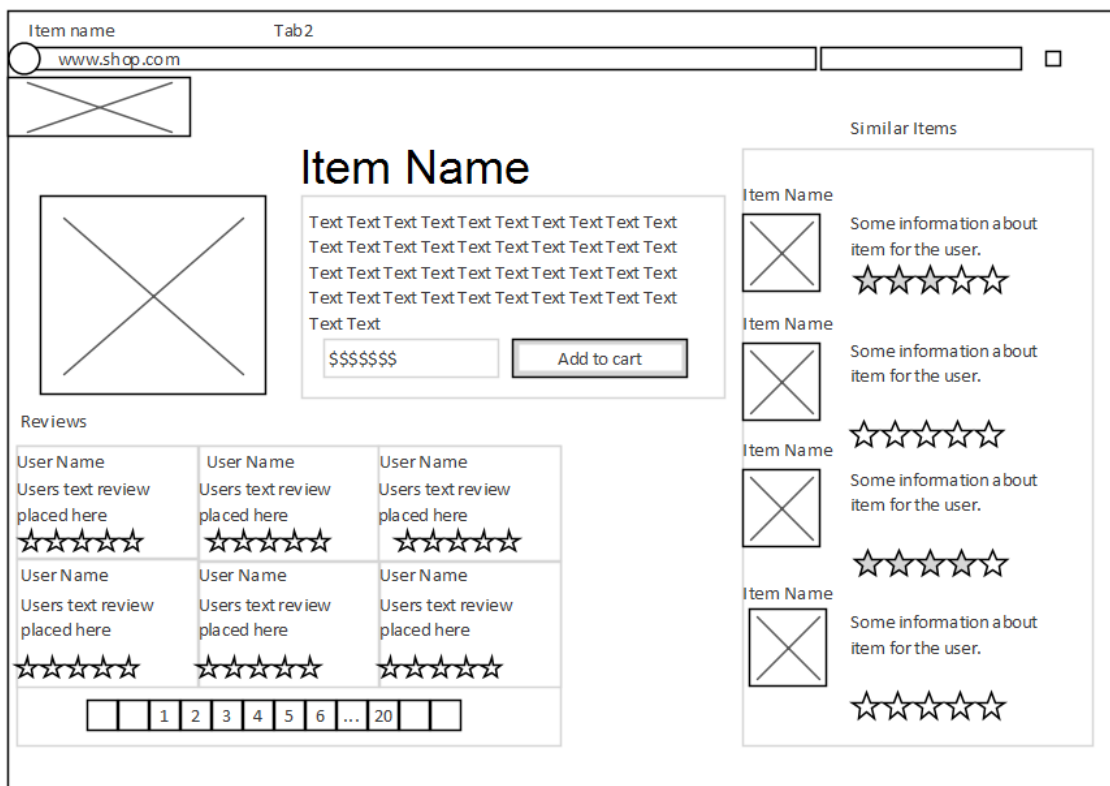 Item name
Tab2
www.shop.com
Similar Items
Item Name
Text Text Text Text Text Text Text Text Text Text
Text Text Text Text Text Text Text Text Text Text
Text Text Text Text Text Text Text Text Text Text
Text Text Text Text Text Text Text Text Text Text
Text Text
$$$$$$$
Add to cart
Reviews
User Name
Users text review
placed here
User Name
Users text review
placed here
User Name
Users text review
placed here
User Name
Users text review
placed here
User Name
Users text review
placed here
User Name
Users text review
placed here
1 2 3 4 5 6 ... 20
Item Name
Some information about
item for the user.
Item Name
Some information about
item for the user.
Item Name
Some information about
item for the user.
Item Name
Some information about
item for the user.